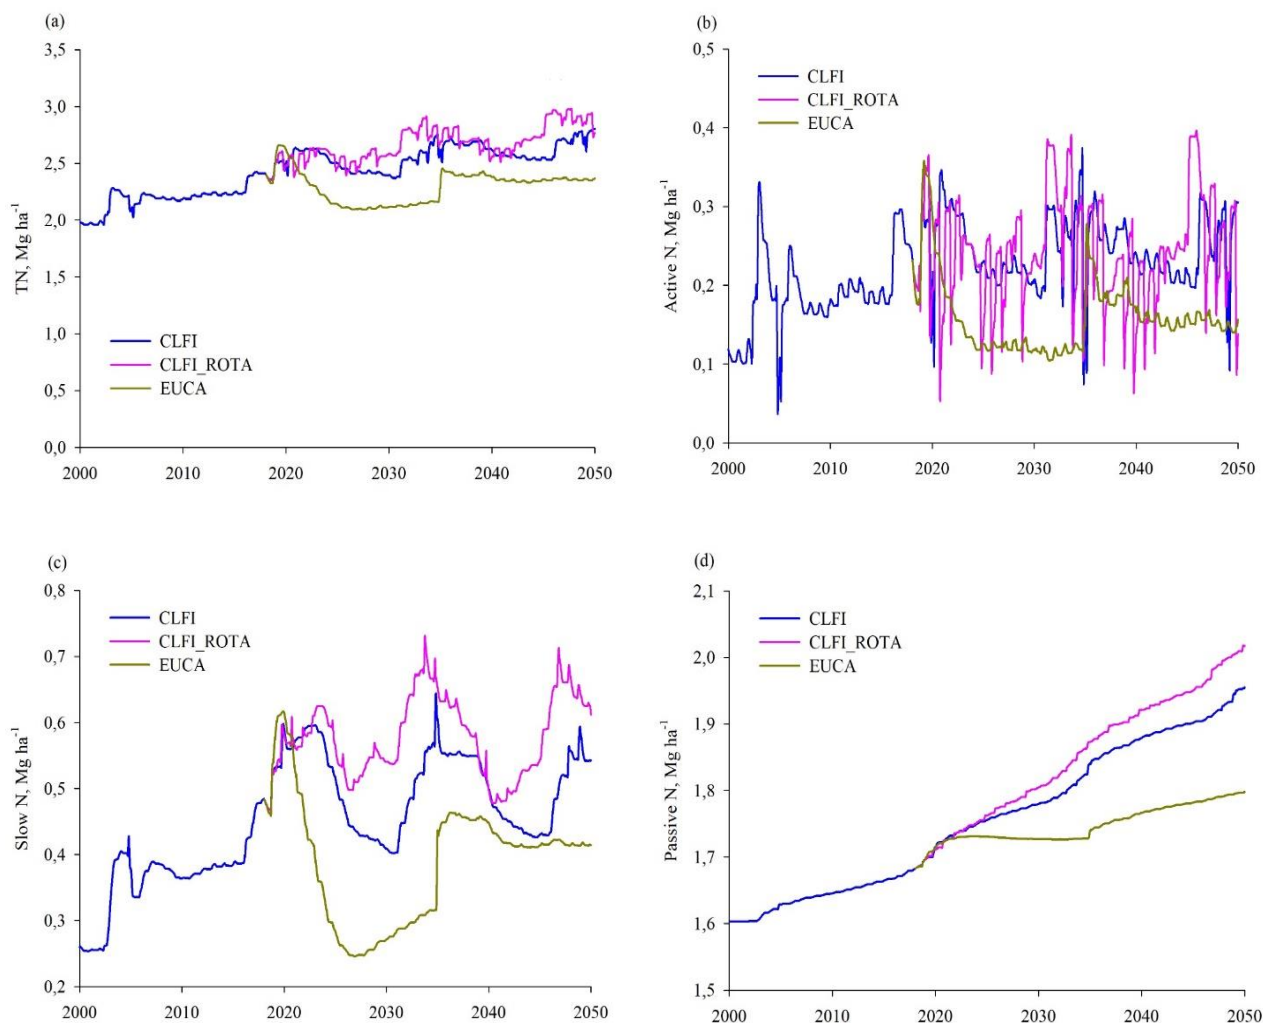 (a)
3,5
3,0
2,5
2,0
1,5
1,0
0,5
0,0
TN, Mg ha⁻¹
CLFI
CLFI_ROTA
EUCA
2000 2010 2020 2030 2040 2050
(b)
0,5
0,4
0,3
0,2
0,1
0,0
Active N, Mg ha⁻¹
CLFI
CLFI_ROTA
EUCA
2000 2010 2020 2030 2040 2050
(c)
0,8
0,7
0,6
0,5
0,4
0,3
0,2
Slow N, Mg ha⁻¹
CLFI
CLFI_ROTA
EUCA
2000 2010 2020 2030 2040 2050
(d)
2,1
2,0
1,9
1,8
1,7
1,6
1,5
Passive N, Mg ha⁻¹
CLFI
CLFI_ROTA
EUCA
2000 2010 2020 2030 2040 2050